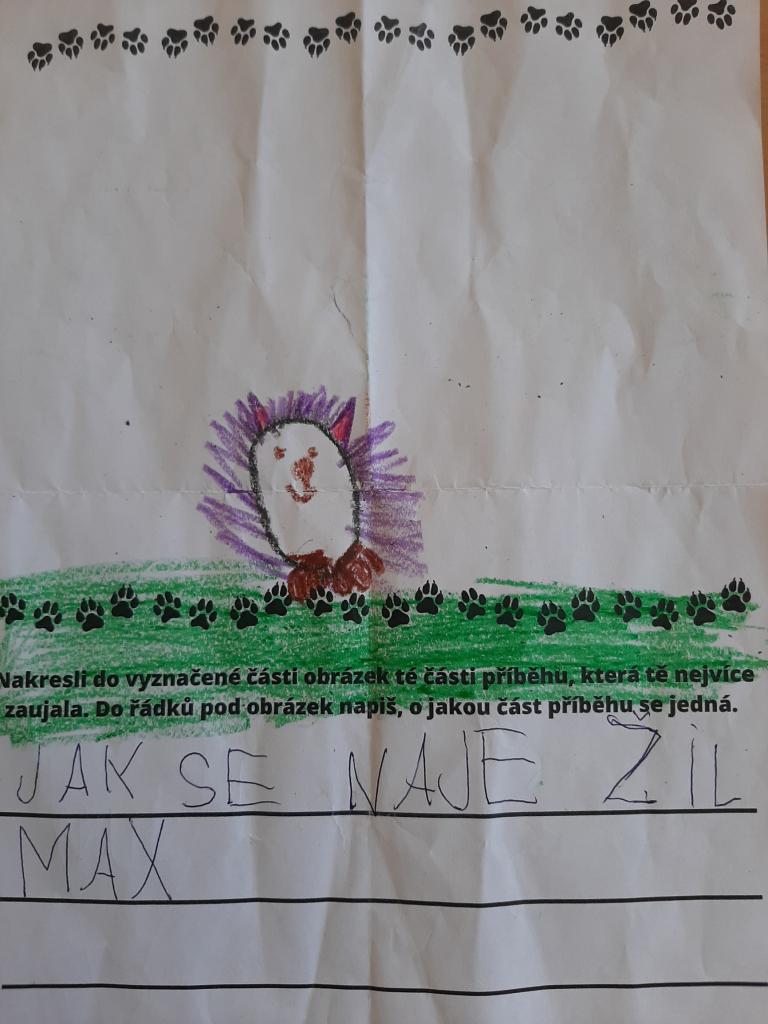 Nakresli do vyznačené části obrázek té části příběhu, která tě nejvíce
zaujala. Do řádků pod obrázek napiš, o jakou část příběhu se jedná.
JAK SE NAJE ŽIL
MAX